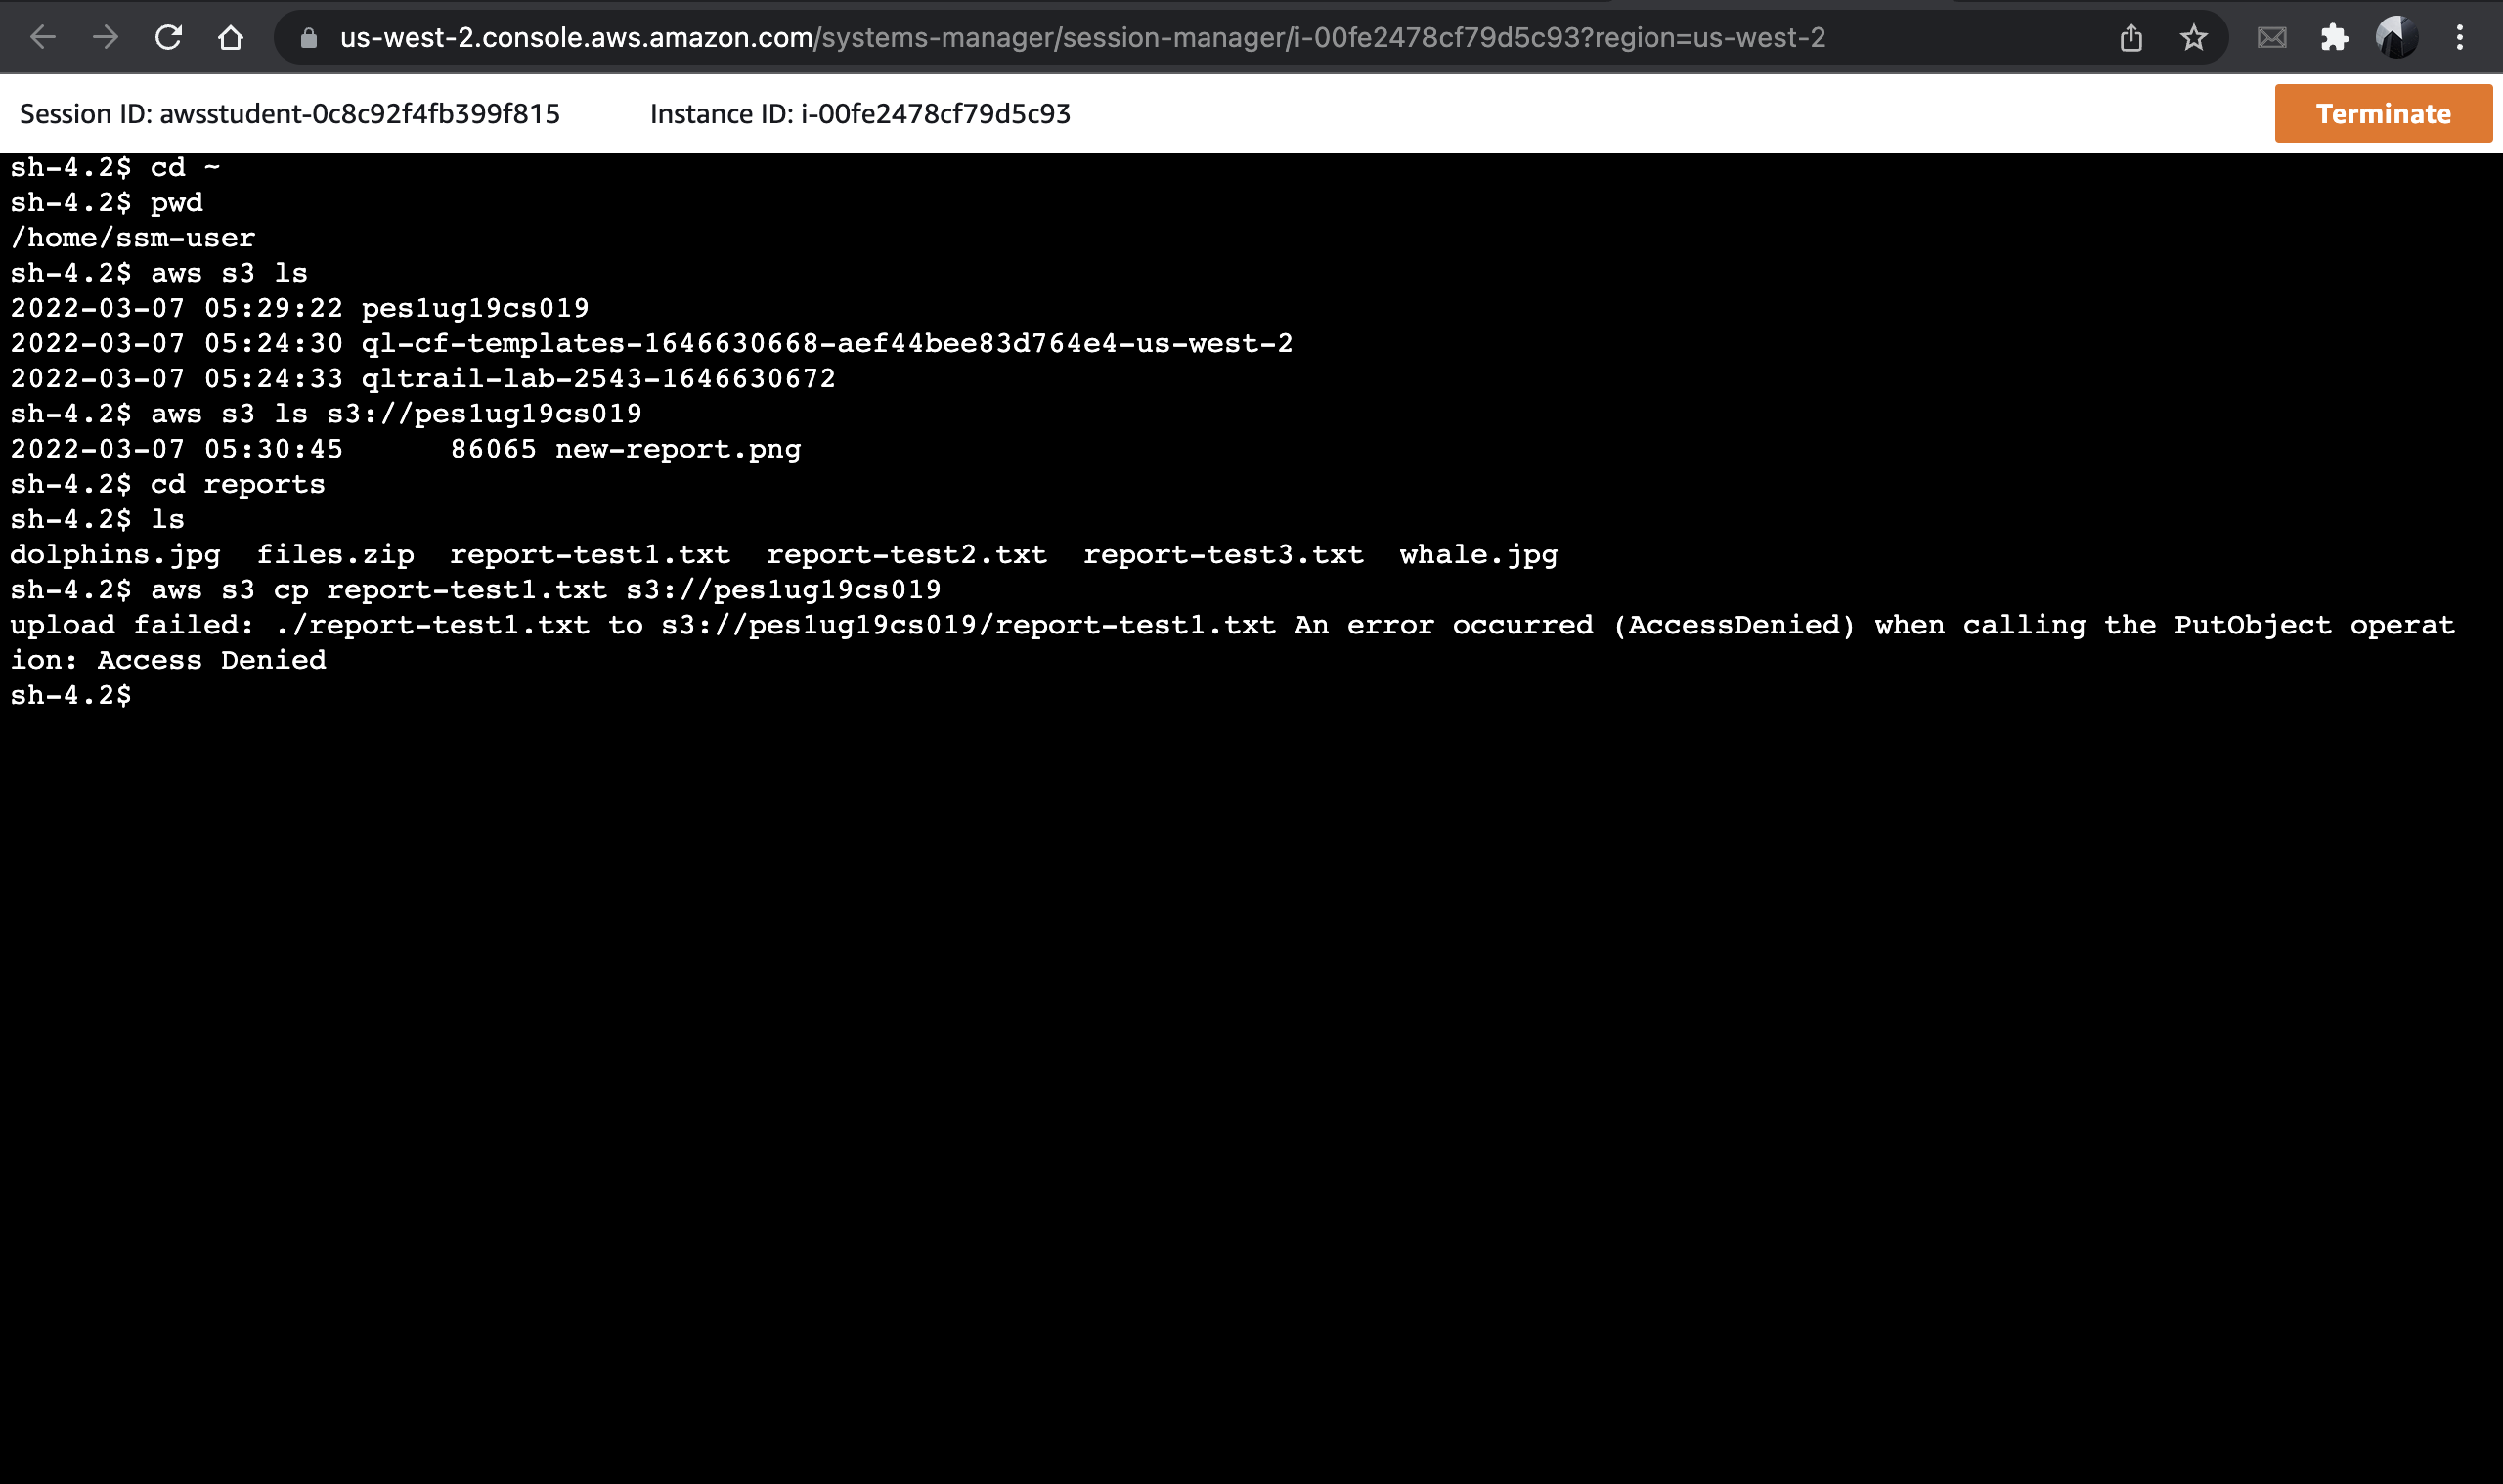 us-west-2.console.aws.amazon.com/systems-manager/session-manager/i-00fe2478cf79d5c93?region=us-west-2
Session ID: awsstudent-0c8c92f4fb399f815 Instance ID: i-00fe2478cf79d5c93 Terminate
sh-4.2$ cd ~
sh-4.2$ pwd
/home/ssm-user
sh-4.2$ aws s3 ls
2022-03-07 05:29:22 pes1ug19cs019
2022-03-07 05:24:30 ql-cf-templates-1646630668-aef44bee83d764e4-us-west-2
2022-03-07 05:24:33 qltrail-lab-2543-1646630672
sh-4.2$ aws s3 ls s3://pes1ug19cs019
2022-03-07 05:30:45      86065 new-report.png
sh-4.2$ cd reports
sh-4.2$ ls
dolphins.jpg  files.zip  report-test1.txt  report-test2.txt  report-test3.txt  whale.jpg
sh-4.2$ aws s3 cp report-test1.txt s3://pes1ug19cs019
upload failed: ./report-test1.txt to s3://pes1ug19cs019/report-test1.txt An error occurred (AccessDenied) when calling the PutObject operat
ion: Access Denied
sh-4.2$